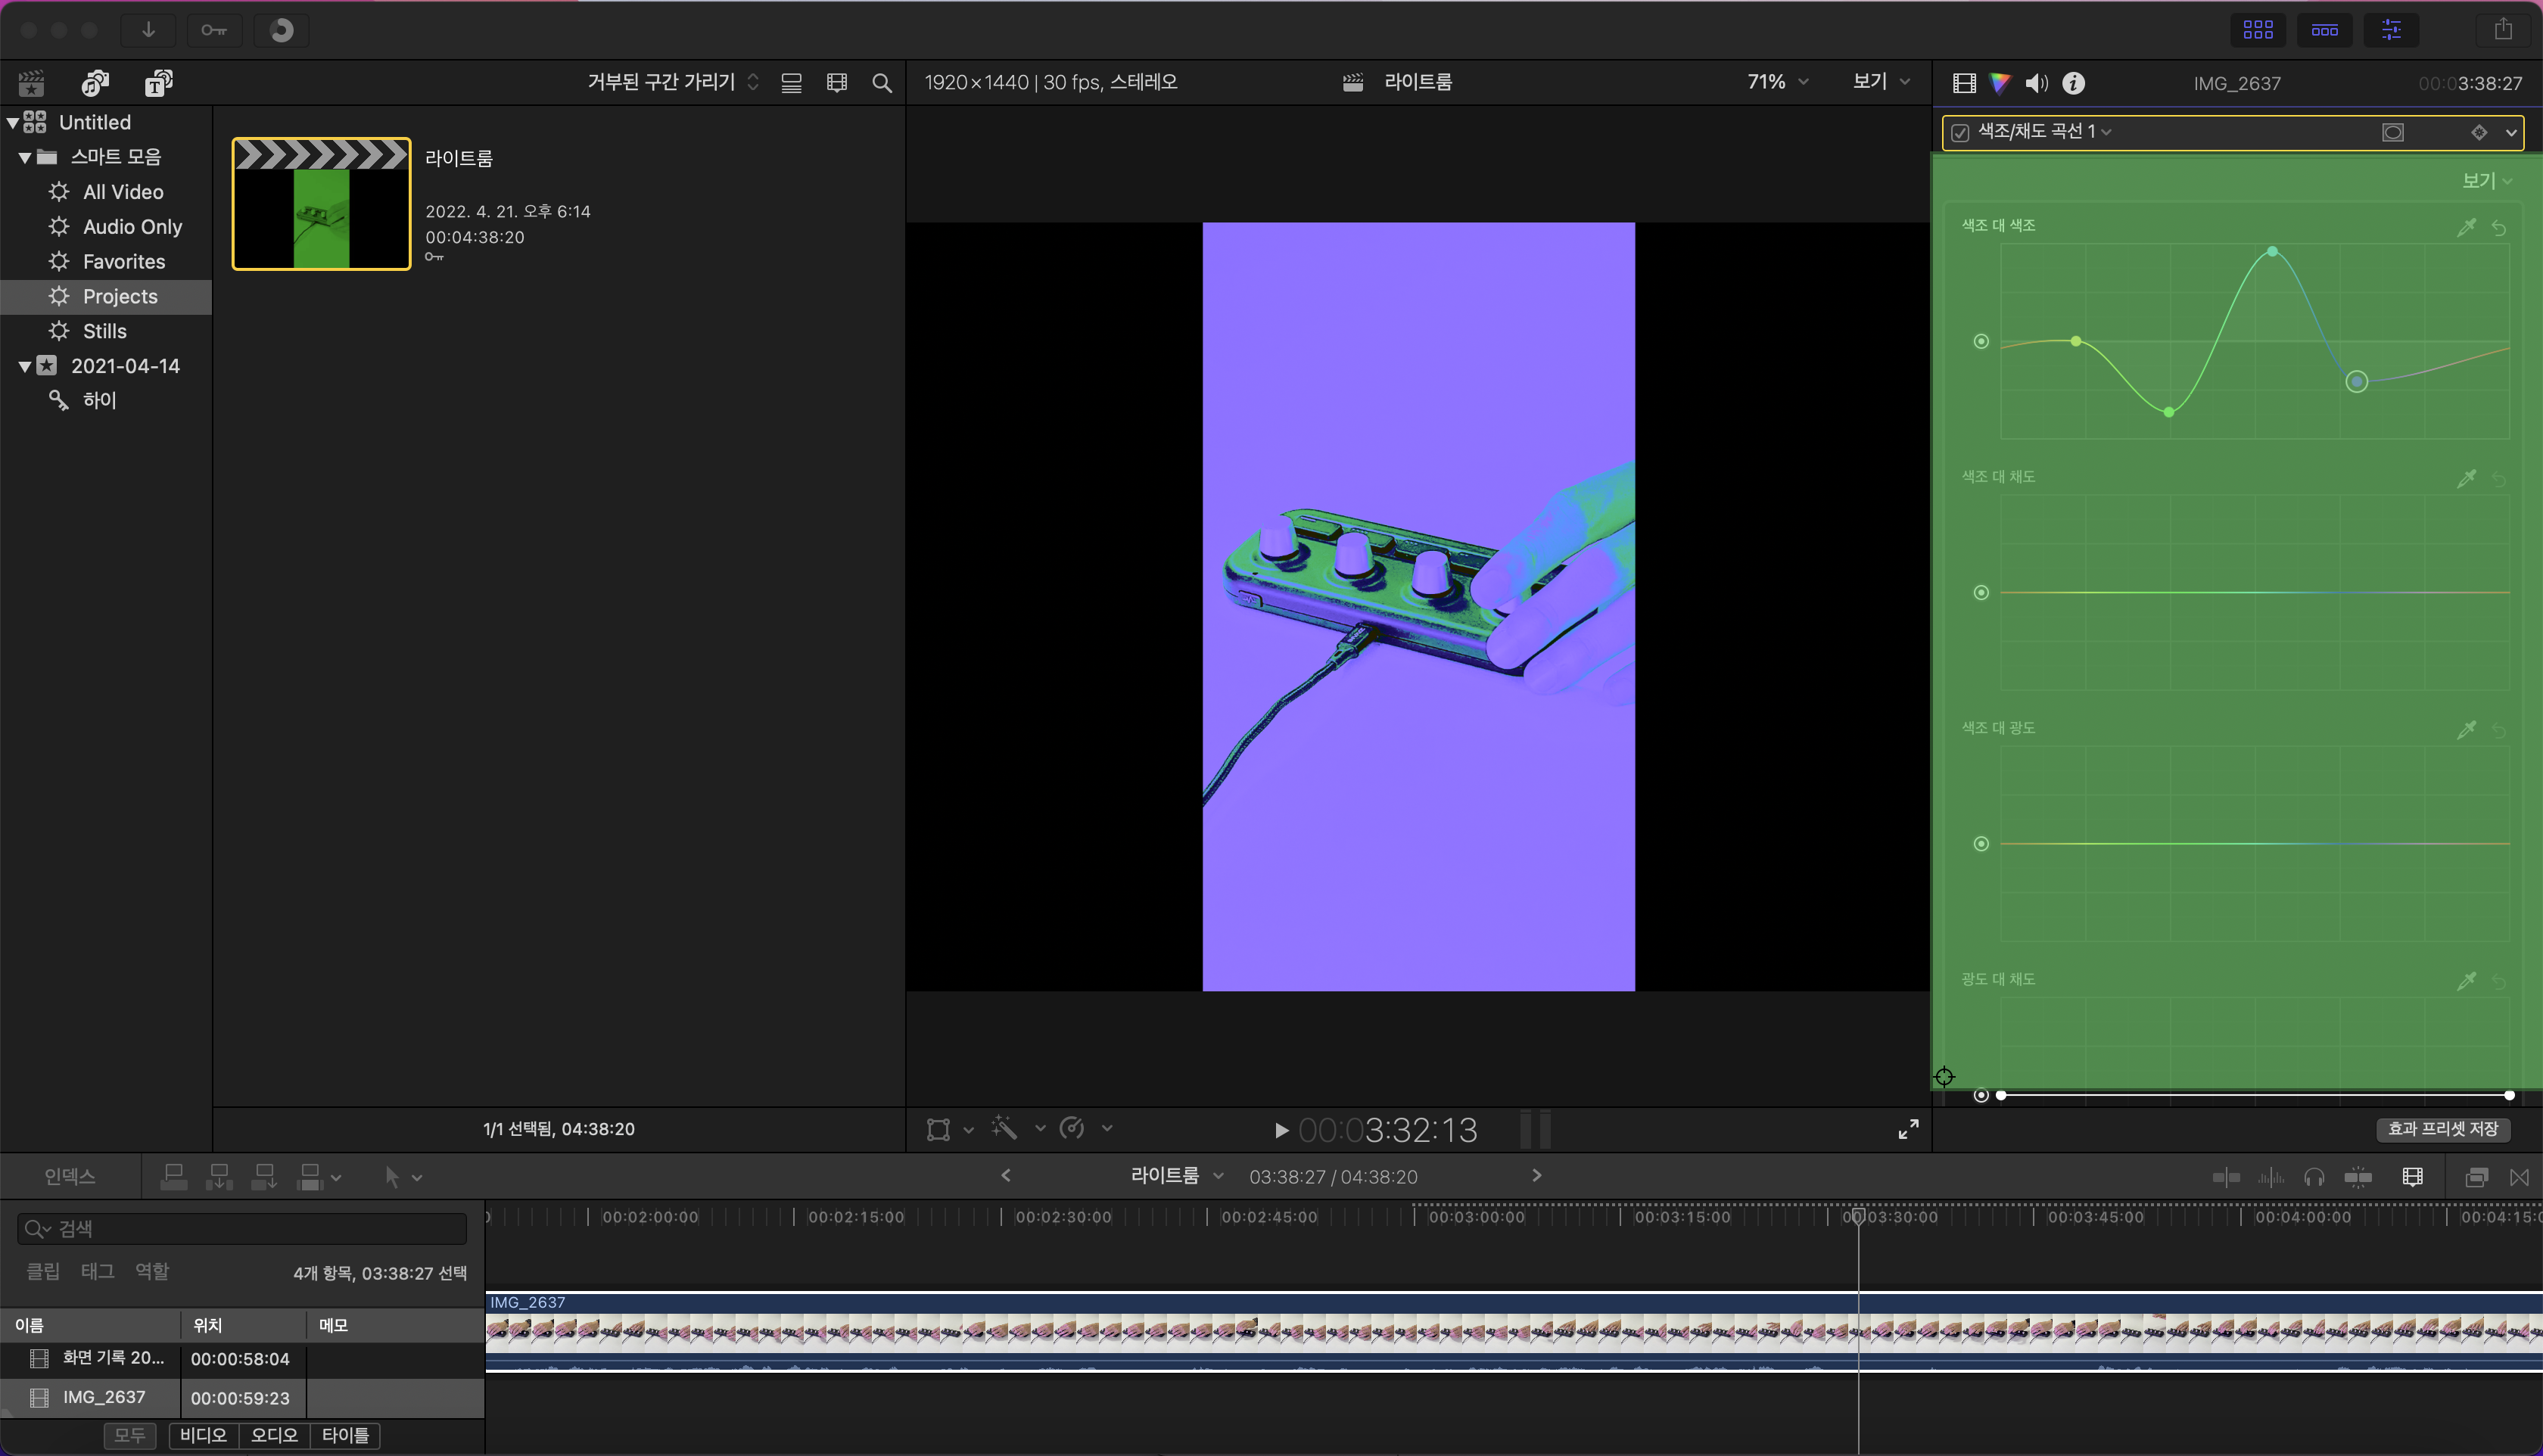 거부된 구간 가리기
1920×1440 | 30 fps, 스테레오
라이트룸
71%
보기
IMG_2637
00:03:38:27
Untitled
스마트 모음
All Video
Audio Only
Favorites
Projects
Stills
2021-04-14
하이
라이트룸
2022. 4. 21. 오후 6:14
00:04:38:20
색조/채도 곡선 1
보기
색조 대 색조
색조 대 채도
색조 대 광도
광도 대 채도
1/1 선택됨, 04:38:20
00:03:32:13
효과 프리셋 저장
인덱스
라이트룸
03:38:27 / 04:38:20
검색
클립 태그 역할
4개 항목, 03:38:27 선택
이름 위치 메모
화면 기록 20... 00:00:58:04
IMG_2637 00:00:59:23
모두 비디오 오디오 타이틀
00:02:00:00 00:02:15:00 00:02:30:00 00:02:45:00 00:03:00:00 00:03:15:00 00:03:30:00 00:03:45:00 00:04:00:00 00:04:15:0
IMG_2637